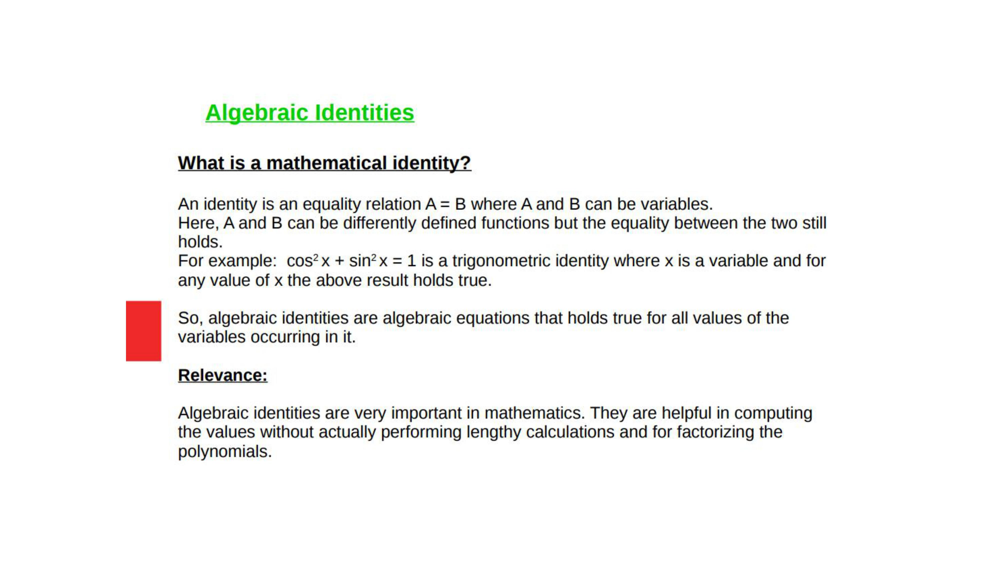 Algebraic Identities
What is a mathematical identity?
An identity is an equality relation A = B where A and B can be variables.
Here, A and B can be differently defined functions but the equality between the two still
holds.
For example: cos² x + sin² x = 1 is a trigonometric identity where x is a variable and for
any value of x the above result holds true.
So, algebraic identities are algebraic equations that holds true for all values of the
variables occurring in it.
Relevance:
Algebraic identities are very important in mathematics. They are helpful in computing
the values without actually performing lengthy calculations and for factorizing the
polynomials.